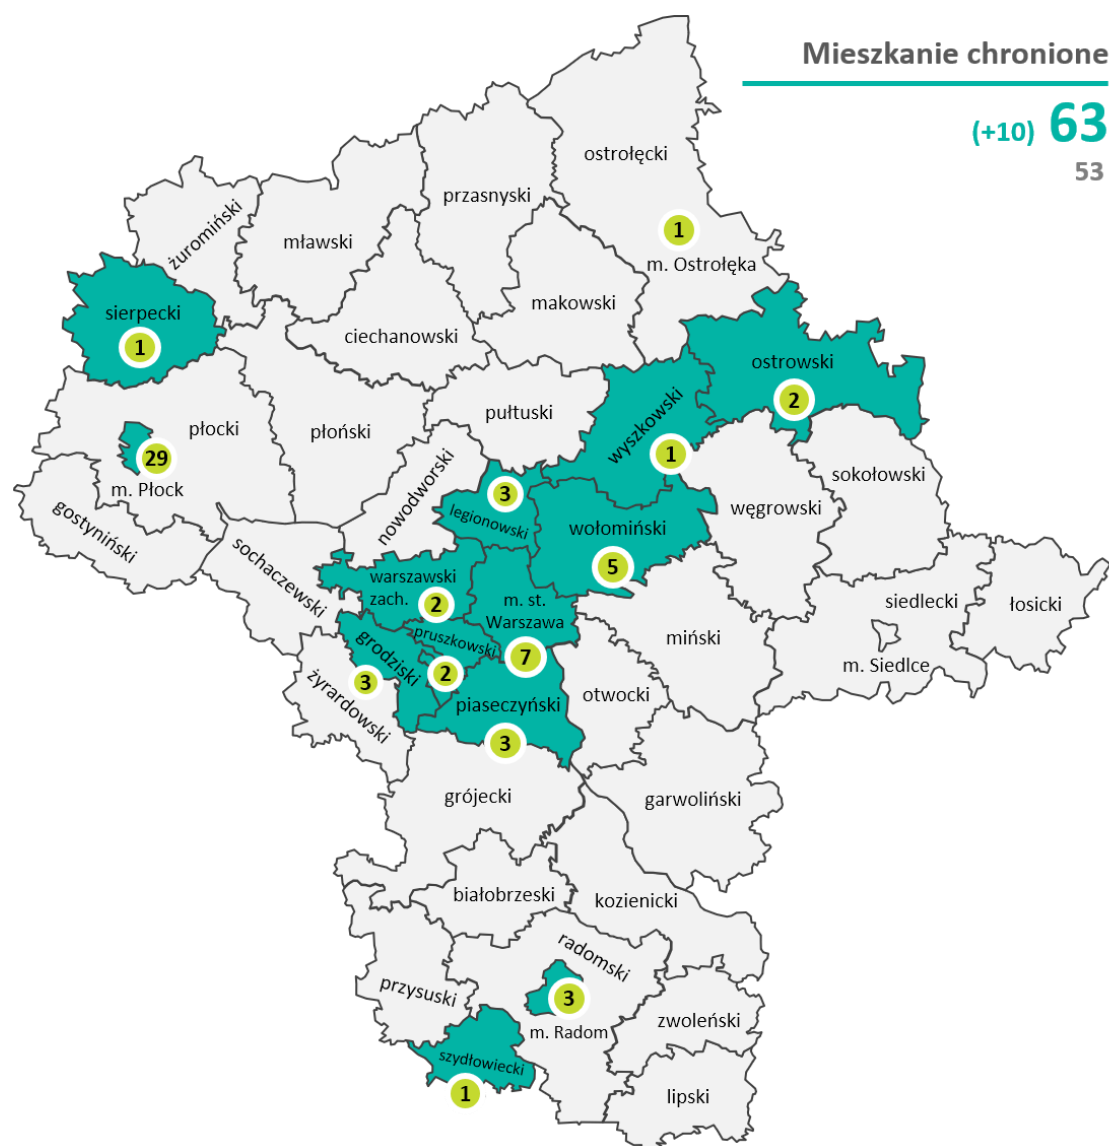 Mieszkanie chronione
(+10) 63
53
ostrołęcki
przasnyski
żuromiński
mławski
1
m. Ostrołęka
makowski
sierpecki
1
ciechanowski
ostrowski
2
pułtuski
wyszkowski
1
płocki
płoński
29
m. Płock
nowodworski
sokołowski
3
legionowski
węgrowski
wołomiński
5
gostyniński
sochaczewski
warszawski
zach.
2
m. st.
Warszawa
7
siedlecki
łosicki
m. Siedlce
miński
pruszkowski
2
grodziski
3
żyrardowski
otwocki
piaseczyński
3
grójecki
garwoliński
białobrzeski
kozienicki
radomski
3
m. Radom
przysuski
zwoleński
szydłowiecki
1
lipski